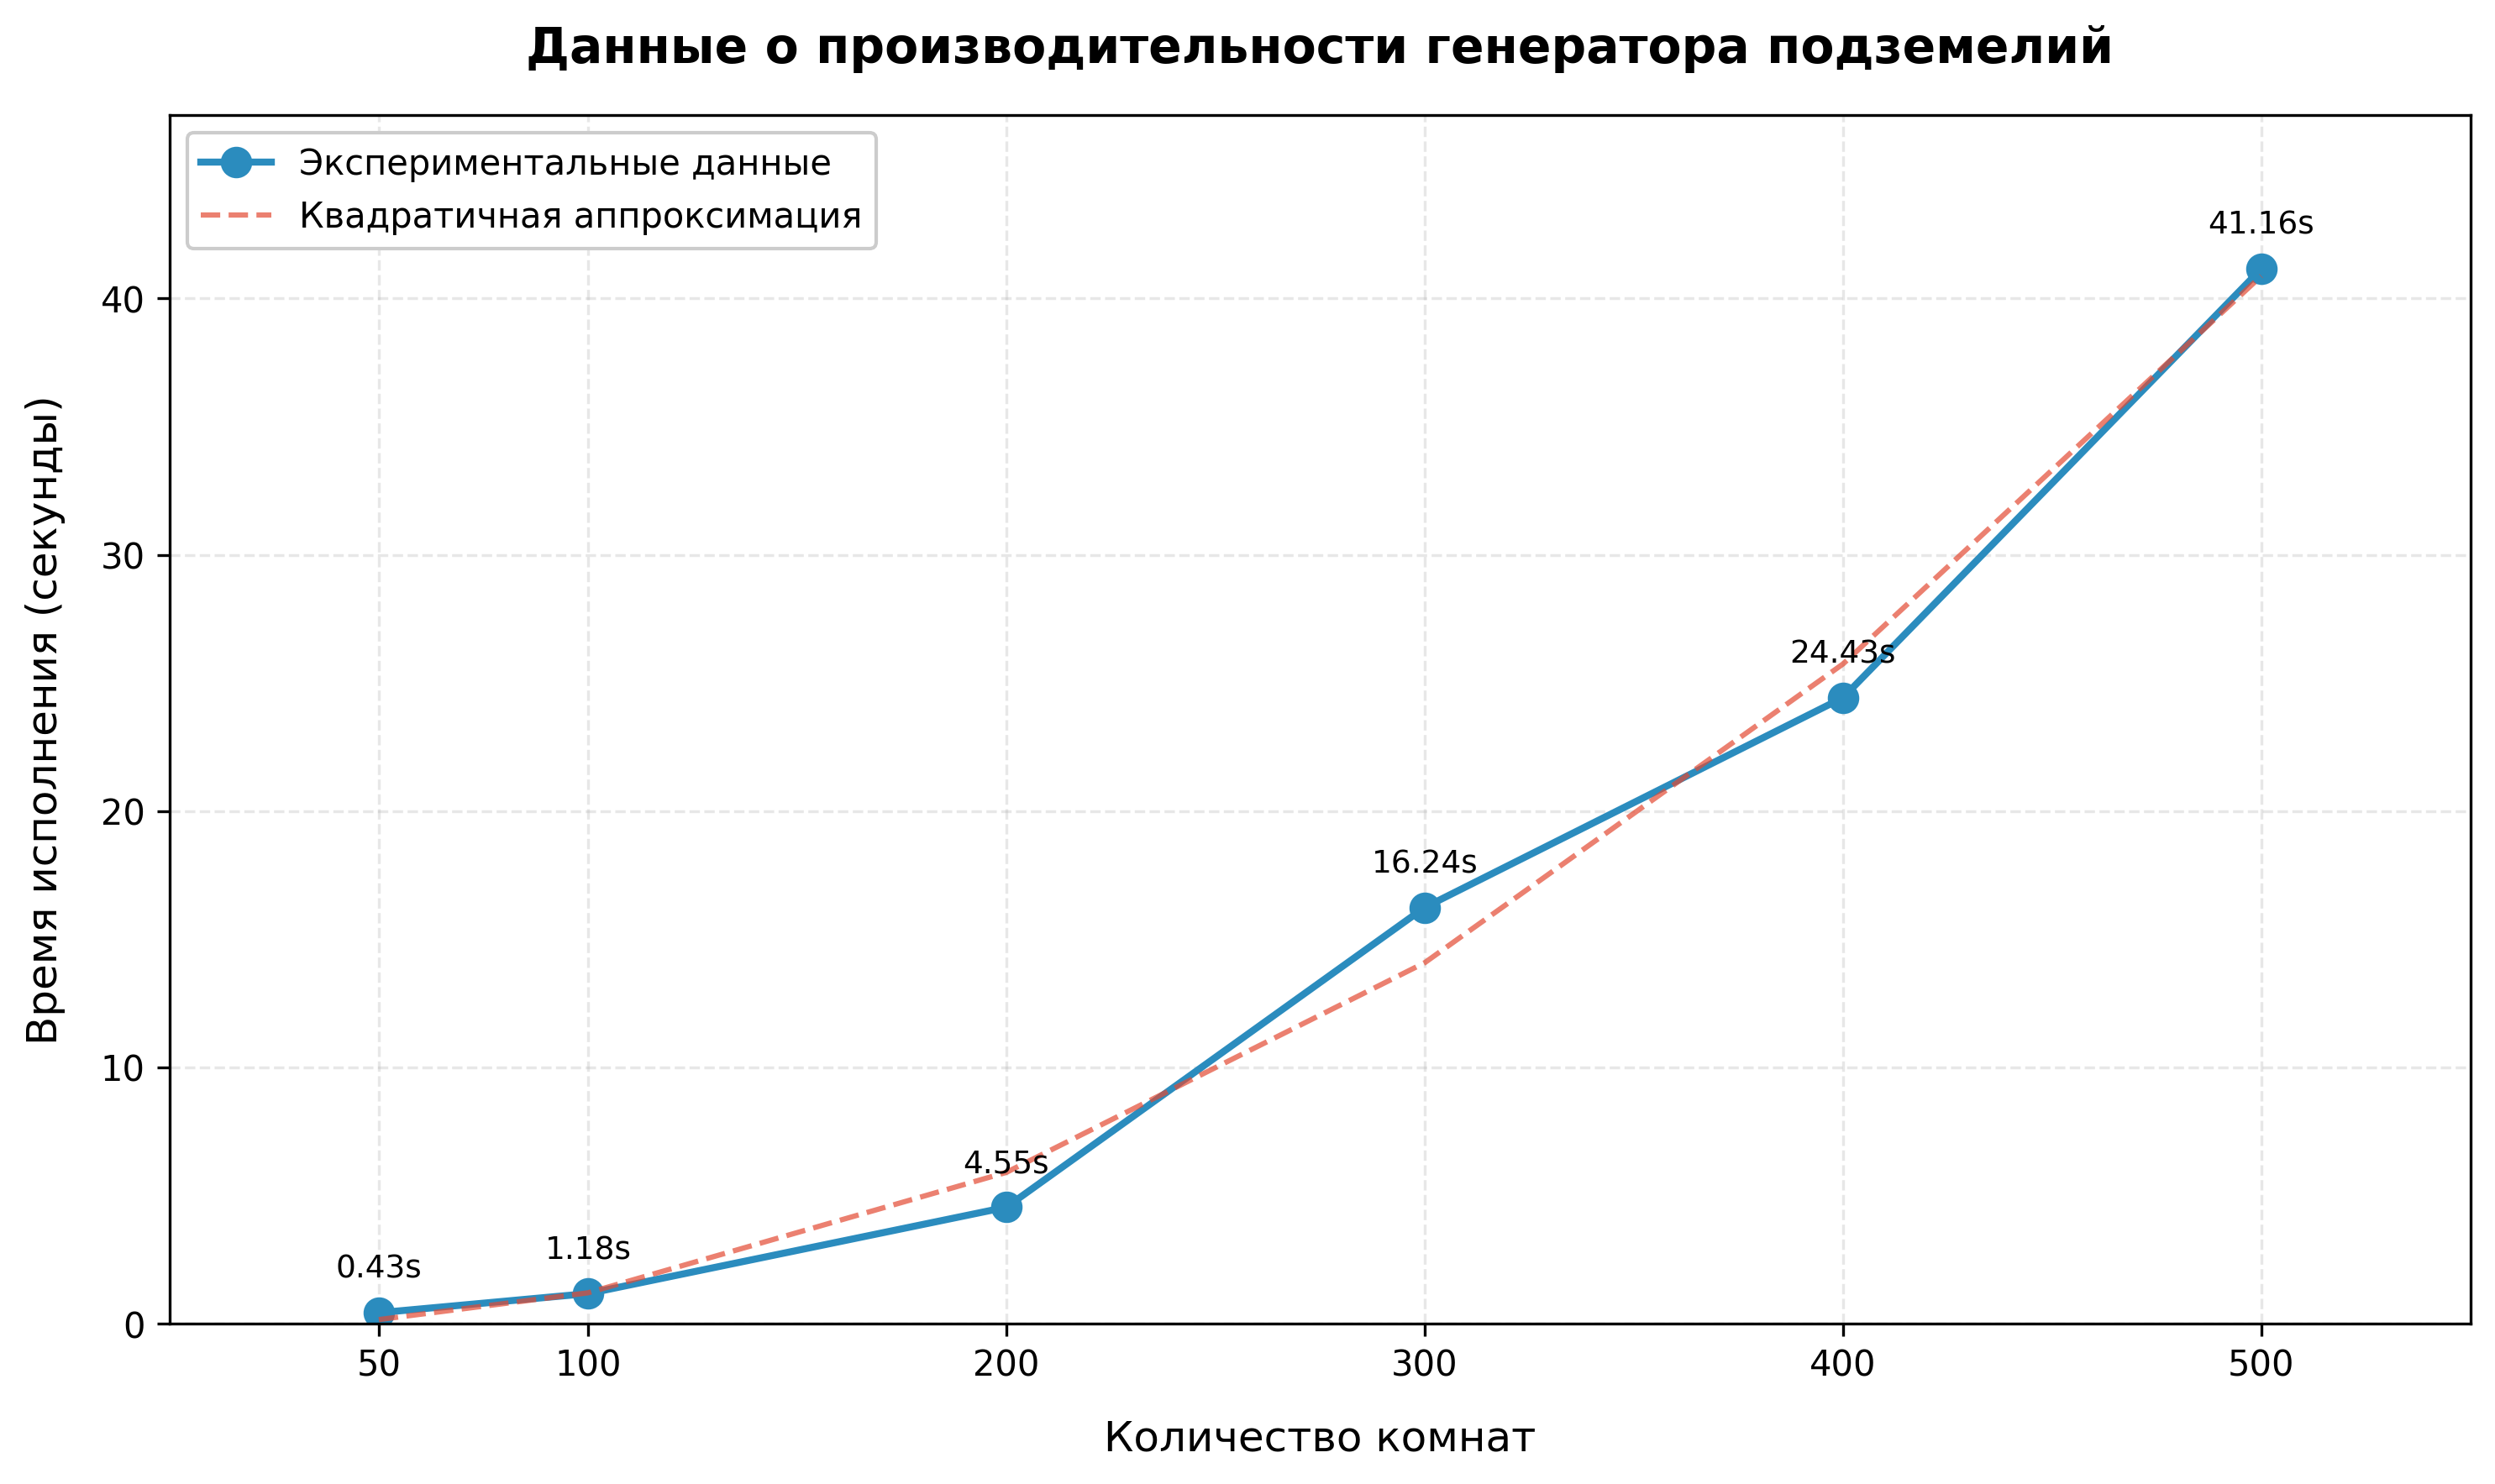 Данные о производительности генератора подземелий
Экспериментальные данные
Квадратичная аппроксимация
Время исполнения (секунды)
40
30
20
10
0
41.16s
24.43s
16.24s
4.55s
1.18s
0.43s
50
100
200
300
400
500
Количество комнат